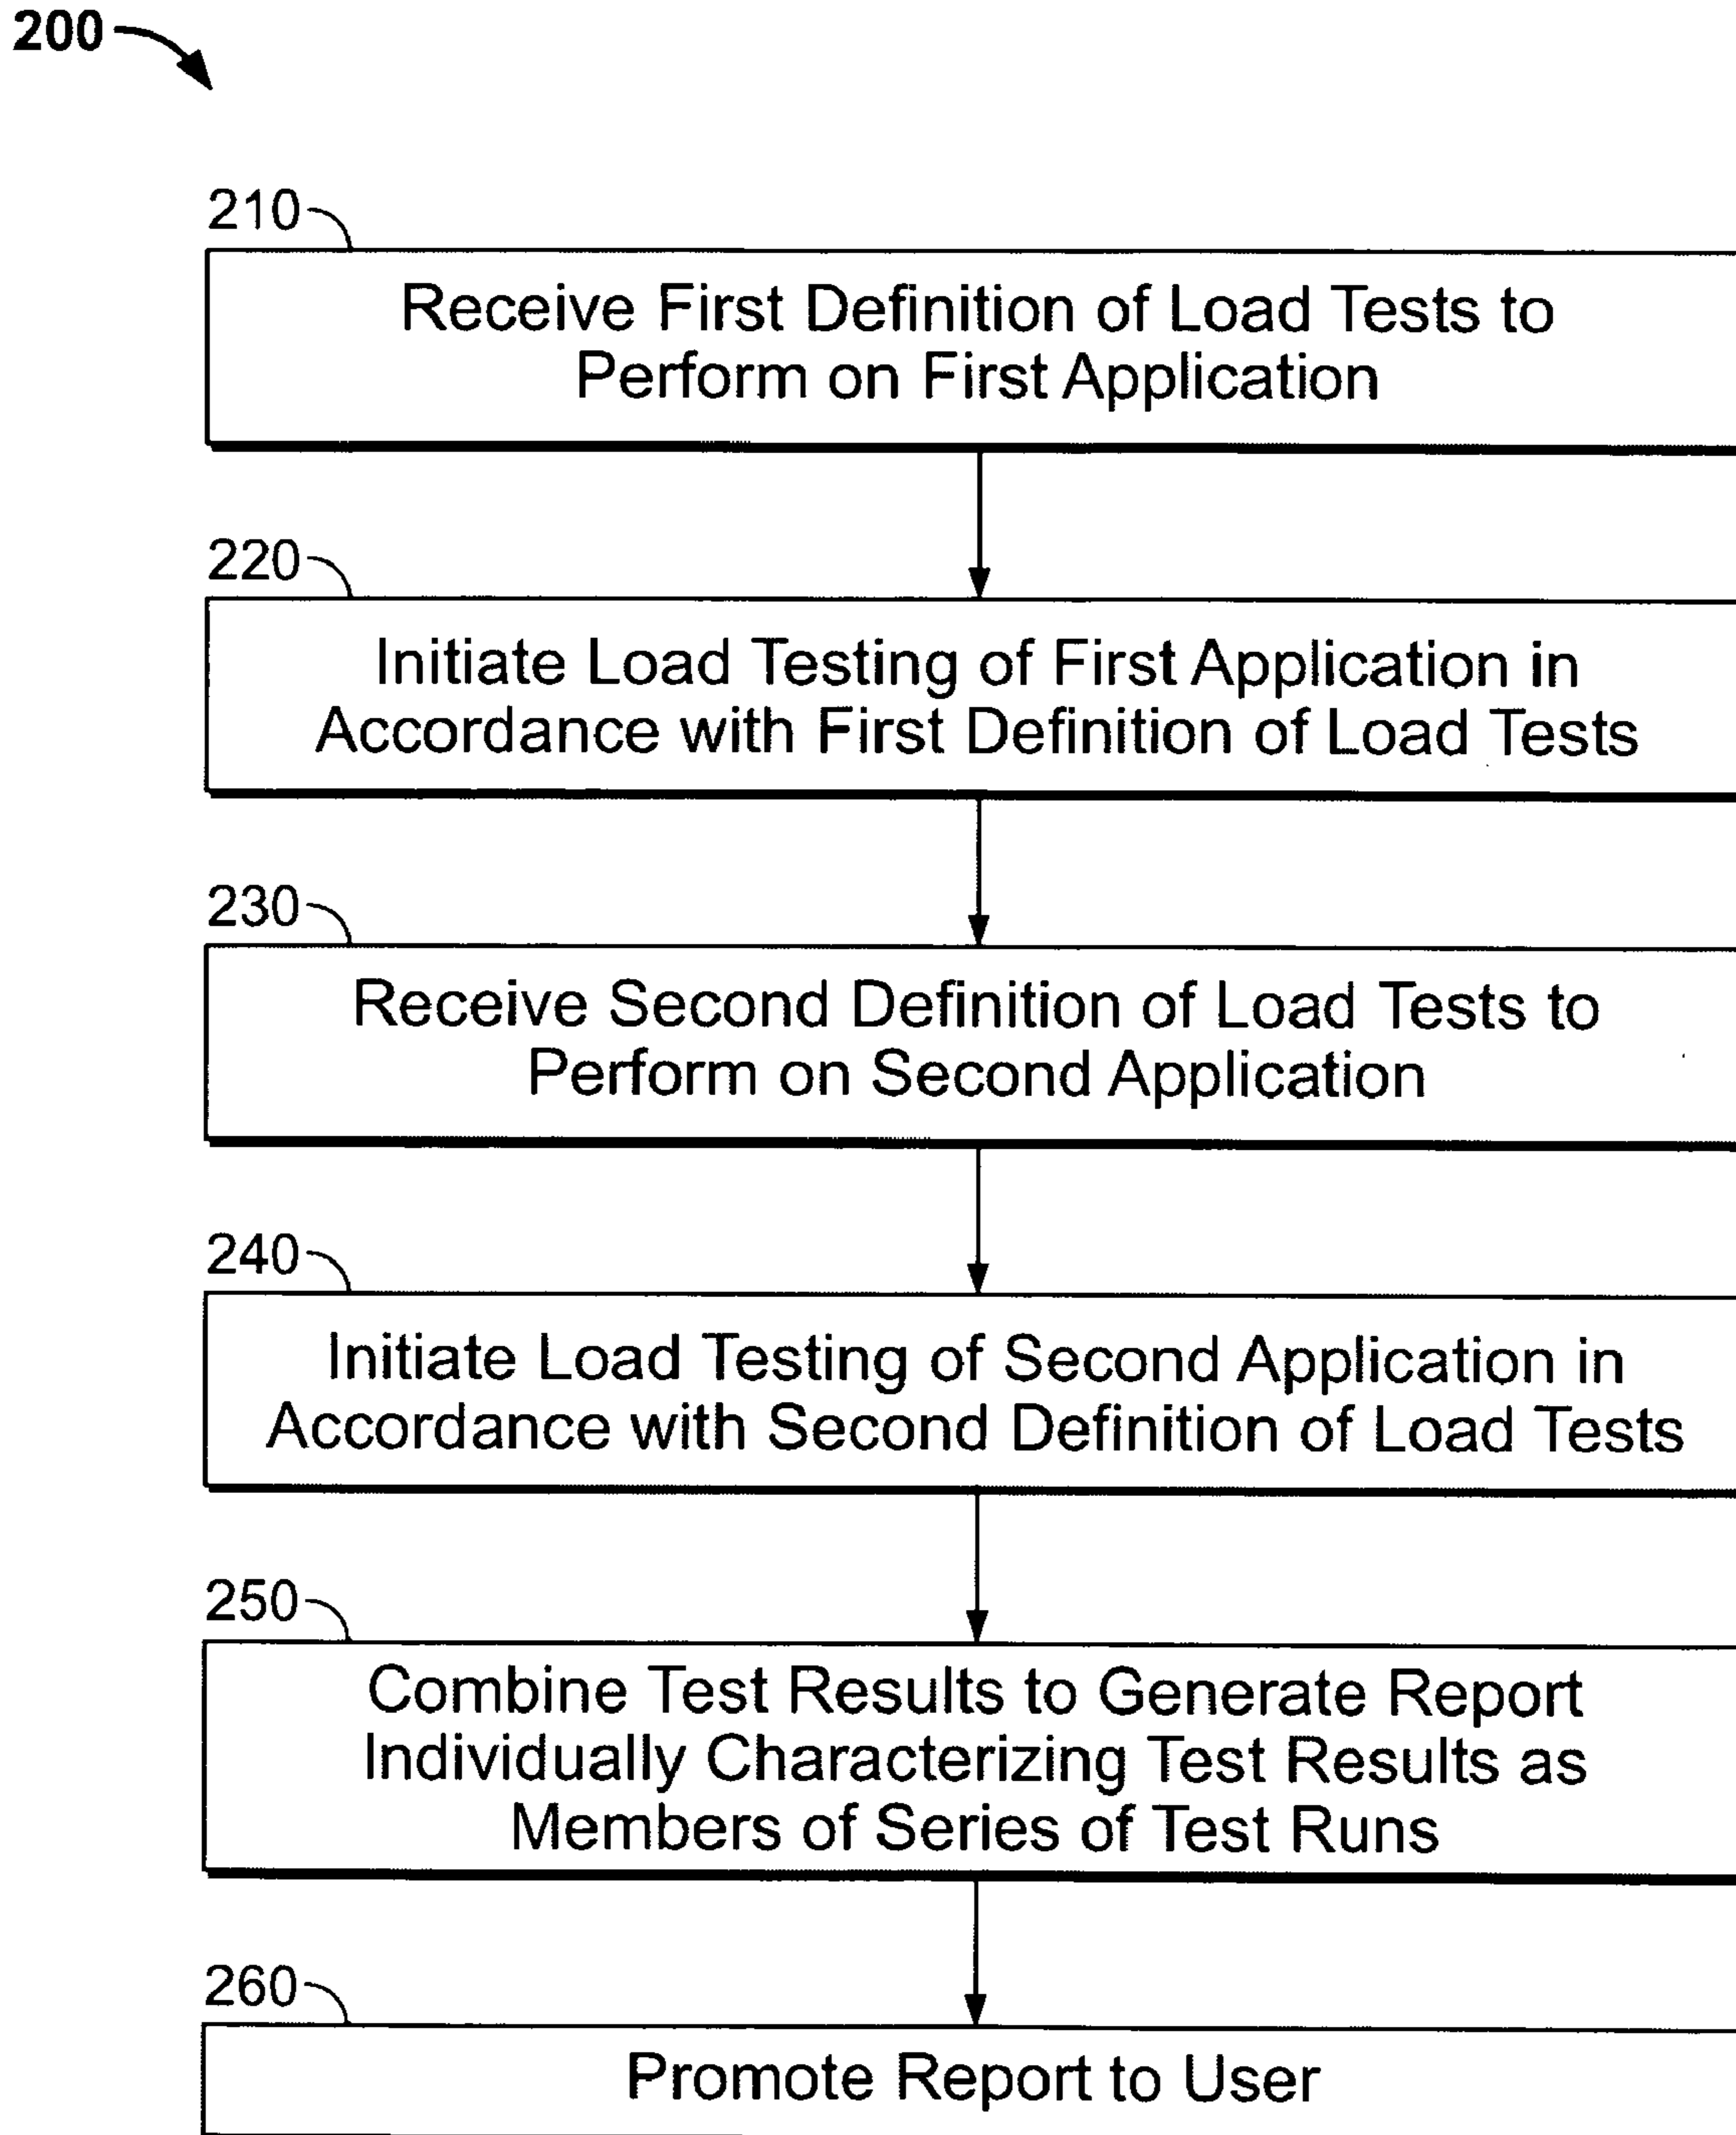 200
210
Receive First Definition of Load Tests to
Perform on First Application
220
Initiate Load Testing of First Application in
Accordance with First Definition of Load Tests
230
Receive Second Definition of Load Tests to
Perform on Second Application
240
Initiate Load Testing of Second Application in
Accordance with Second Definition of Load Tests
250
Combine Test Results to Generate Report
Individually Characterizing Test Results as
Members of Series of Test Runs
260
Promote Report to User